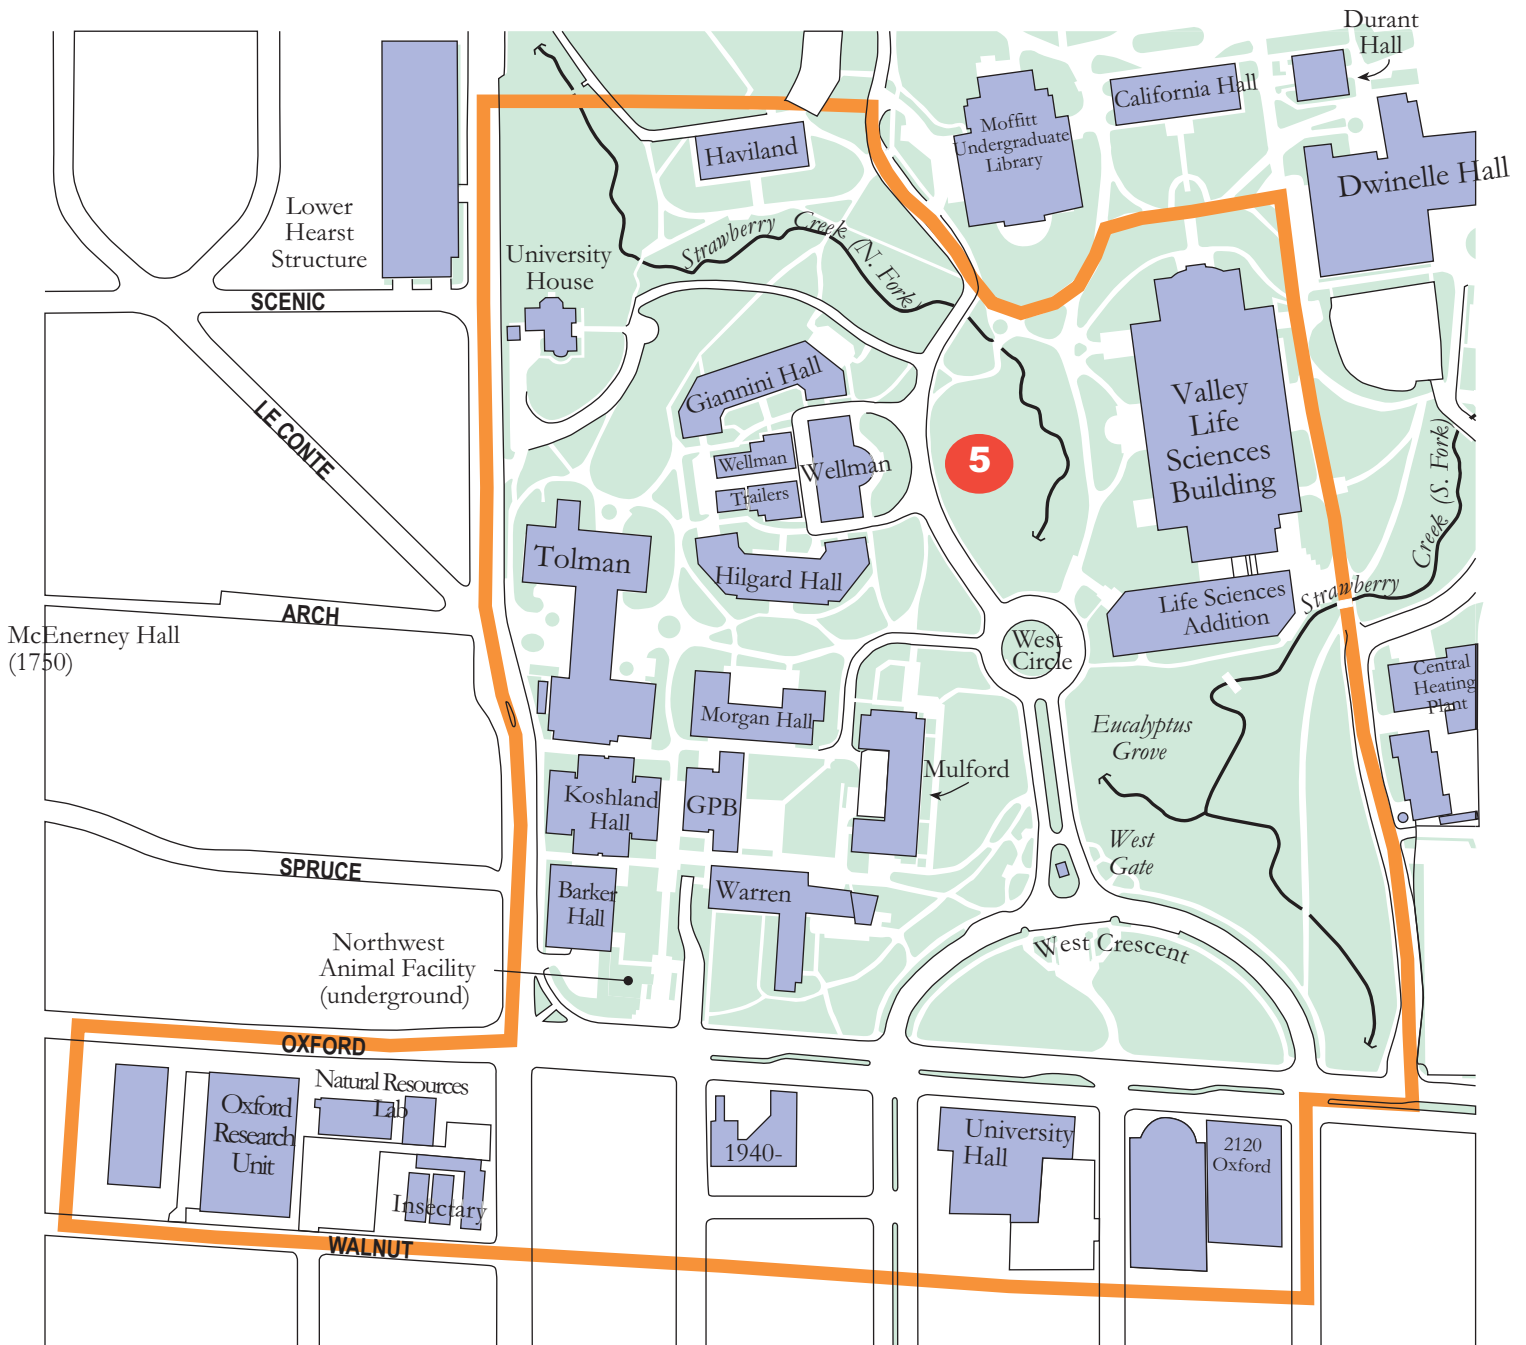 Durant
Hall
California Hall
Moffitt
Undergraduate
Library
Haviland
Dwinelle Hall
Lower
Hearst
Structure
Strawberry
Creek (N. Fork)
University
House
SCENIC
Giannini Hall
Valley
Life
Sciences
Building
LE CONTE
Wellman
Trailers
Wellman
5
Creek (S. Fork)
Strawberry
Tolman
Hilgard Hall
Life Sciences
Addition
ARCH
McEnerney Hall
(1750)
West
Circle
Central
Heating
Plant
Morgan Hall
Eucalyptus
Grove
Mulford
Koshland
Hall
GPB
West
Gate
SPRUCE
Barker
Hall
Warren
Northwest
Animal Facility
(underground)
West Crescent
OXFORD
Natural Resources
Lab
Oxford
Research
Unit
Insectary
1940-
University
Hall
2120
Oxford
WALNUT